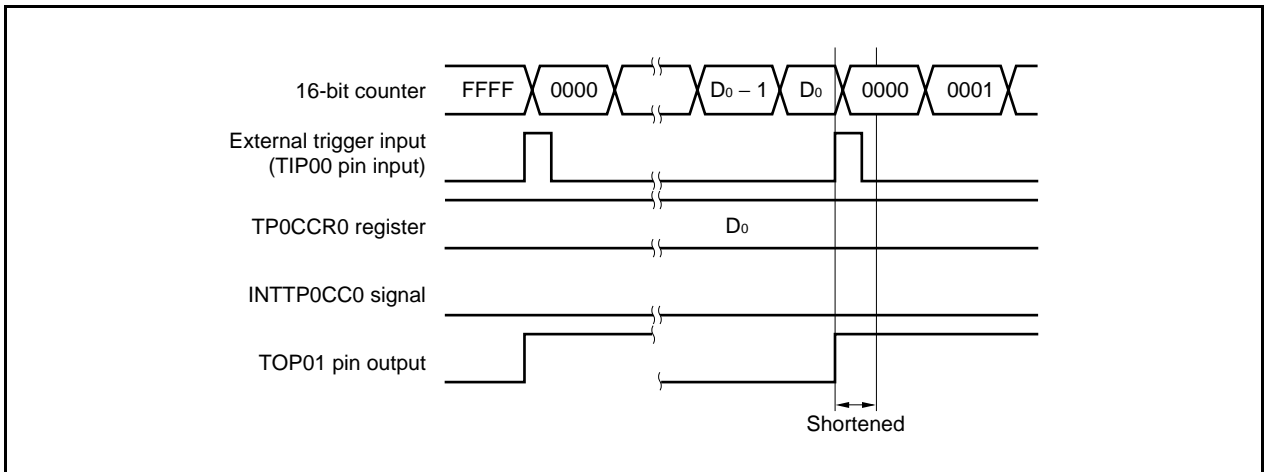 16-bit counter FFFF 0000 D0 − 1 D0 0000 0001
External trigger input
(TIP00 pin input)
TP0CCR0 register D0
INTTP0CC0 signal
TOP01 pin output
Shortened